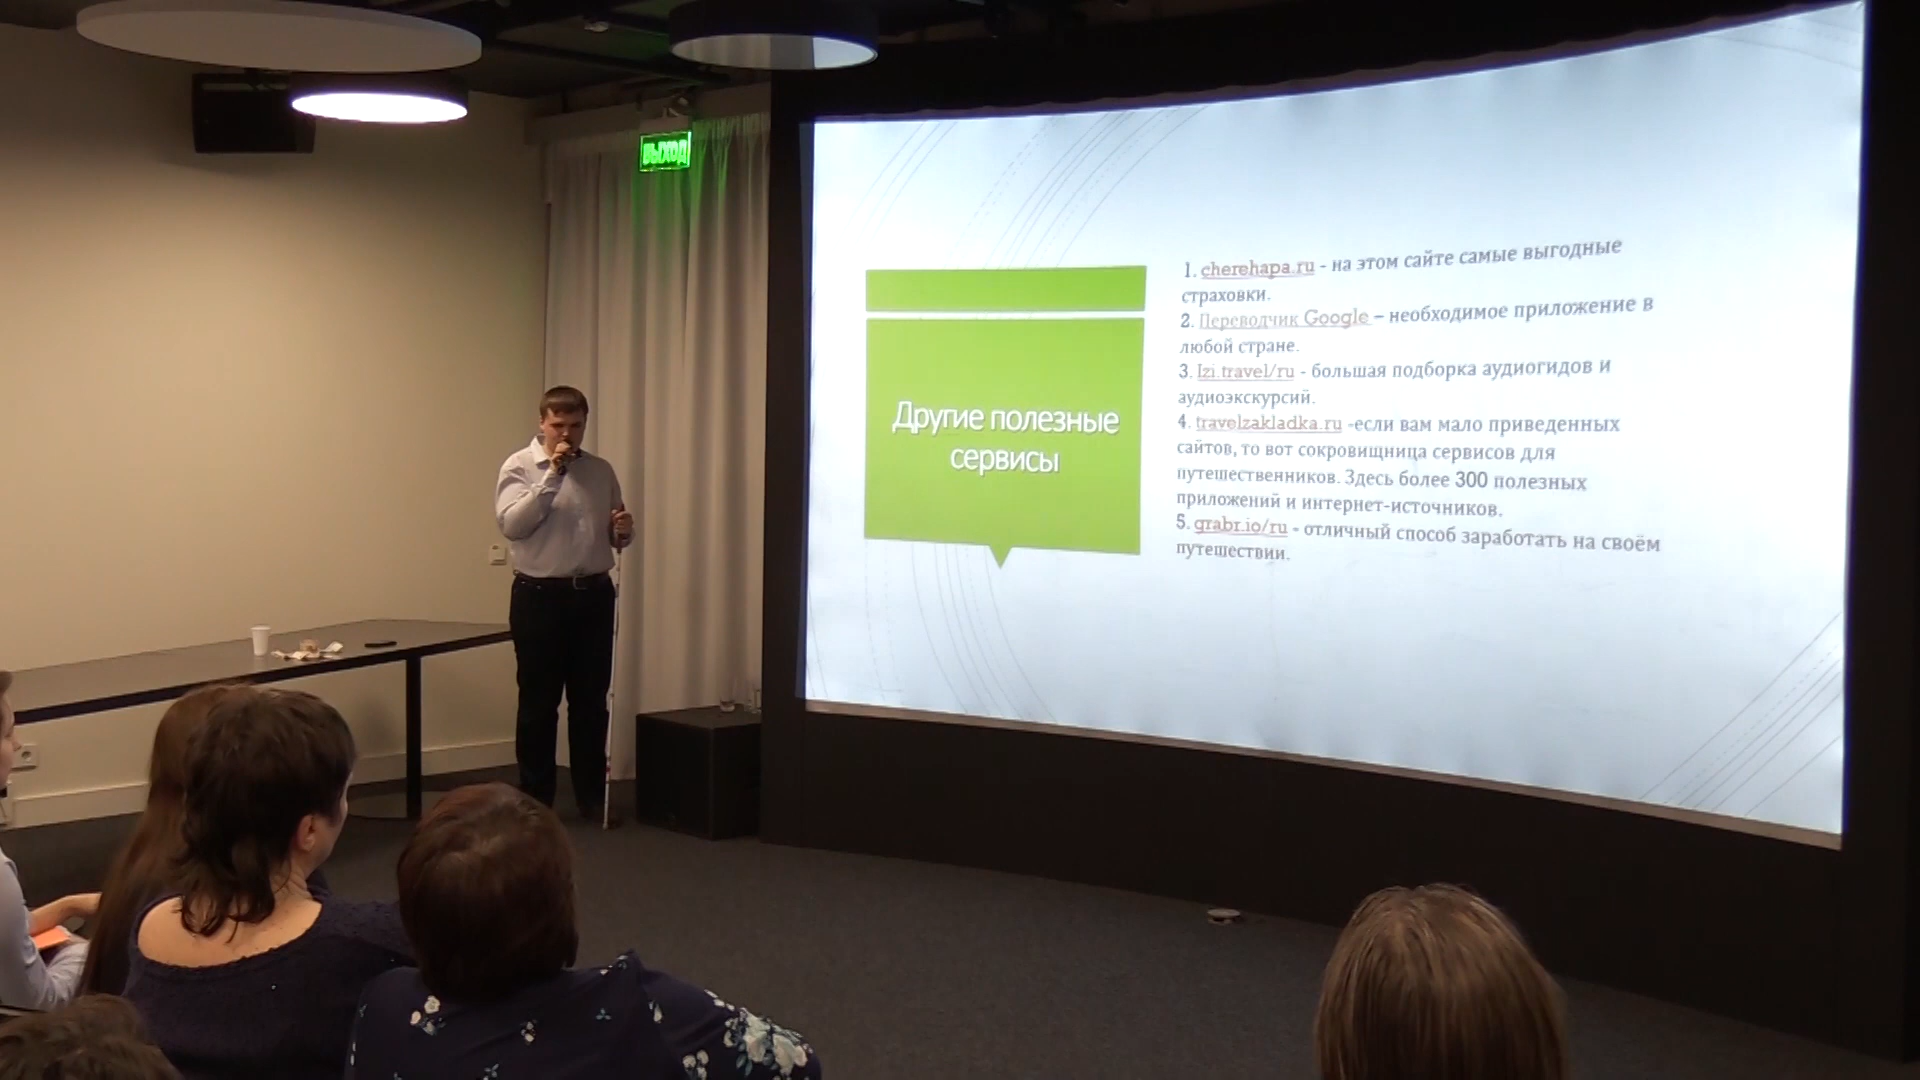 ВЫХОД
Другие полезные
сервисы
1. cherehapa.ru - на этом сайте самые выгодные
страховки.
2. Переводчик Google – необходимое приложение в
любой стране.
3. Izi.travel/ru - большая подборка аудиогидов и
аудиоэкскурсий.
4. travelzakladka.ru -если вам мало приведенных
сайтов, то вот сокровищница сервисов для
путешественников. Здесь более 300 полезных
приложений и интернет-источников.
5. grabr.io/ru - отличный способ заработать на своём
путешествии.